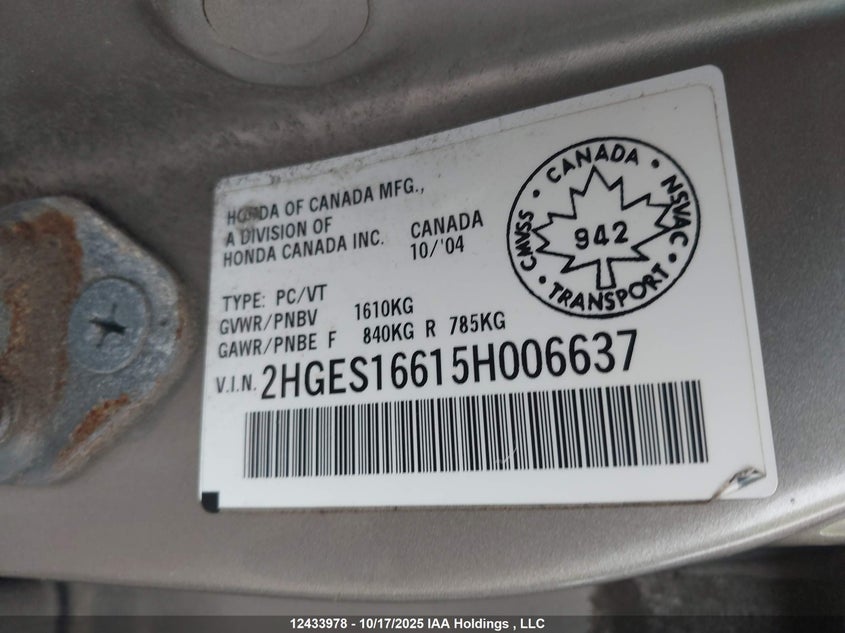 HONDA OF CANADA MFG.,
A DIVISION OF
HONDA CANADA INC.
CANADA
10/'04
CANADA
CMVSS
942
NSVAC
TRANSPORT
TYPE: PC/VT
GVWR/PNBV 1610KG
GAWR/PNBE F 840KG R 785KG
V.I.N. 2HGES16615H006637
12433978 - 10/17/2025 IAA Holdings , LLC